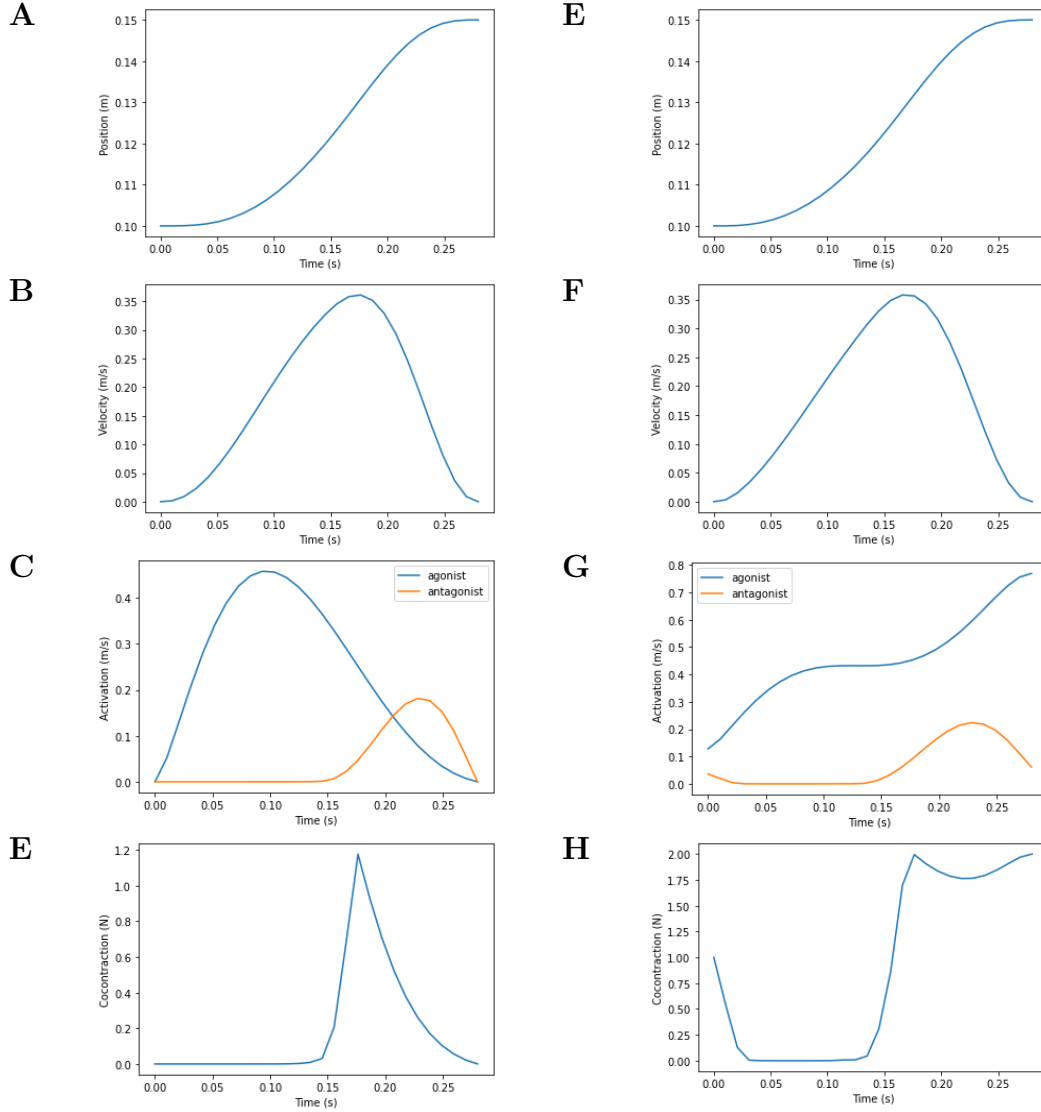 A
0.15
0.14
0.13
0.12
0.11
0.10
Position (m)
0.00 0.05 0.10 0.15 0.20 0.25
Time (s)
E
0.15
0.14
0.13
0.12
0.11
0.10
Position (m)
0.00 0.05 0.10 0.15 0.20 0.25
Time (s)
B
0.35
0.30
0.25
0.20
0.15
0.10
0.05
0.00
Velocity (m/s)
0.00 0.05 0.10 0.15 0.20 0.25
Time (s)
F
0.35
0.30
0.25
0.20
0.15
0.10
0.05
0.00
Velocity (m/s)
0.00 0.05 0.10 0.15 0.20 0.25
Time (s)
C
agonist
antagonist
0.4
0.3
0.2
0.1
0.0
Activation (m/s)
0.00 0.05 0.10 0.15 0.20 0.25
Time (s)
G
agonist
antagonist
0.8
0.7
0.6
0.5
0.4
0.3
0.2
0.1
0.0
Activation (m/s)
0.00 0.05 0.10 0.15 0.20 0.25
Time (s)
E
1.2
1.0
0.8
0.6
0.4
0.2
0.0
Cocontraction (N)
0.00 0.05 0.10 0.15 0.20 0.25
Time (s)
H
2.00
1.75
1.50
1.25
1.00
0.75
0.50
0.25
0.00
Cocontraction (N)
0.00 0.05 0.10 0.15 0.20 0.25
Time (s)